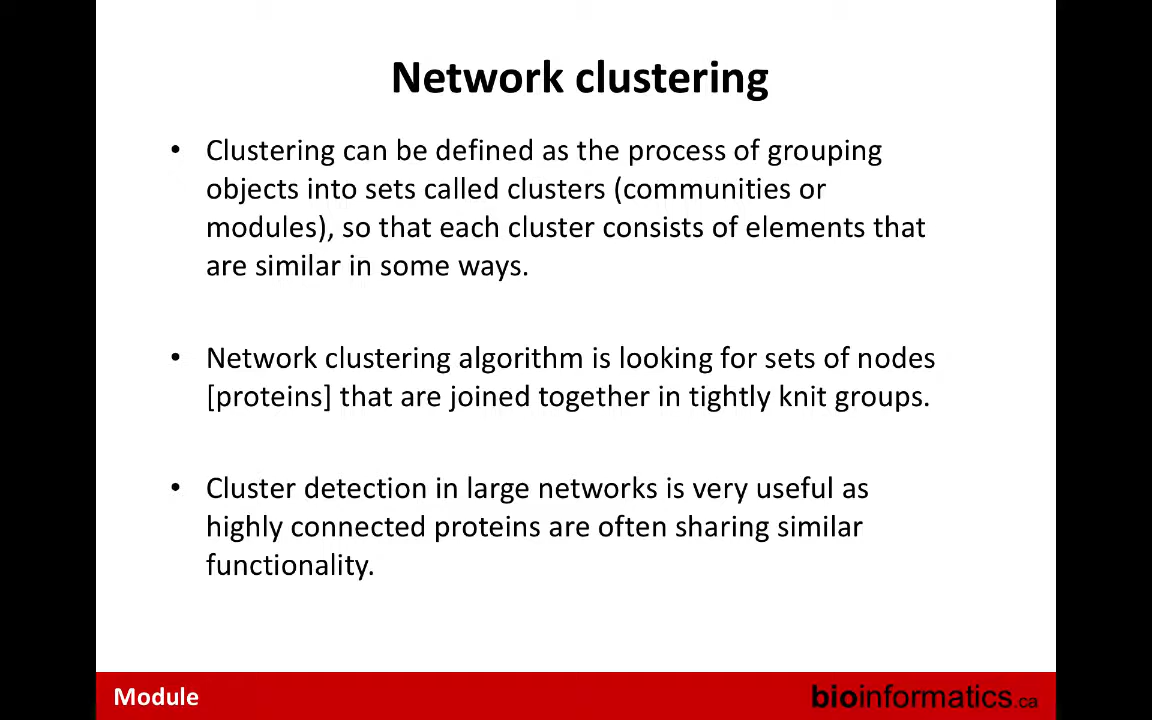 Network clustering
• Clustering can be defined as the process of grouping
objects into sets called clusters (communities or
modules), so that each cluster consists of elements that
are similar in some ways.
• Network clustering algorithm is looking for sets of nodes
[proteins] that are joined together in tightly knit groups.
• Cluster detection in large networks is very useful as
highly connected proteins are often sharing similar
functionality.
Module
bioinformatics.ca